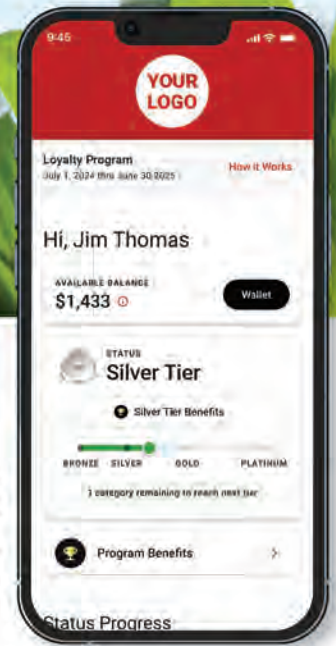 9:45
YOUR
LOGO
Loyalty Program
July 1, 2024 thru June 30 2025
How it Works
Hi, Jim Thomas
AVAILABLE BALANCE
$1,433
Wallet
STATUS
Silver Tier
Silver Tier Benefits
BRONZE SILVER GOLD PLATINUM
category remaining to reach next tier
Program Benefits
Status Progress